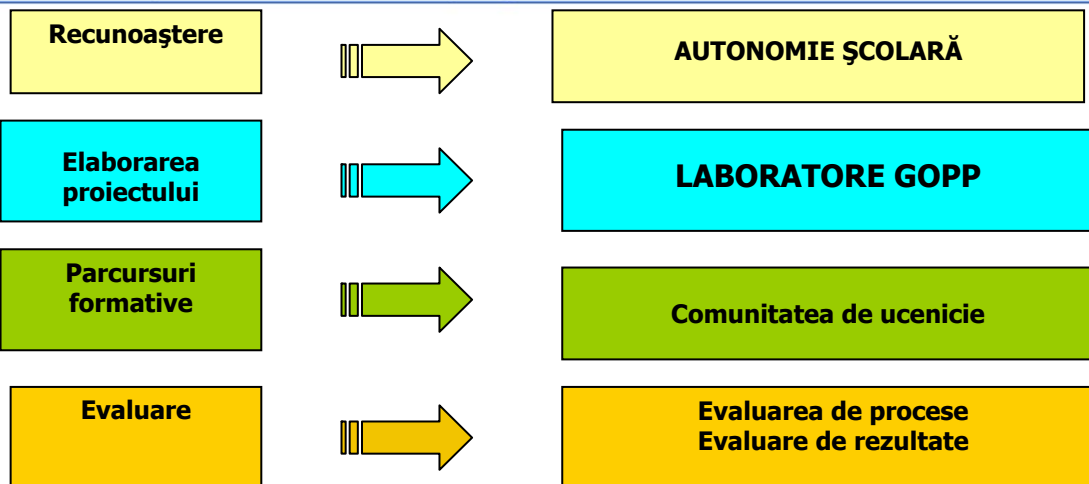 Recunoaştere
AUTONOMIE ŞCOLARĂ
Elaborarea
proiectului
LABORATORE GOPP
Parcursuri
formative
Comunitatea de ucenicie
Evaluare
Evaluarea de procese
Evaluare de rezultate